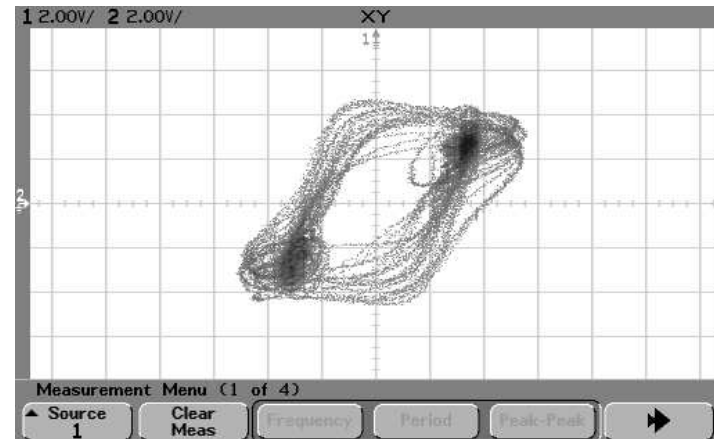 1 2.00V/ 2 2.00V/ XY
1
2
Measurement Menu (1 of 4)
Source 1
Clear Meas
Frequency
Period
Peak-Peak